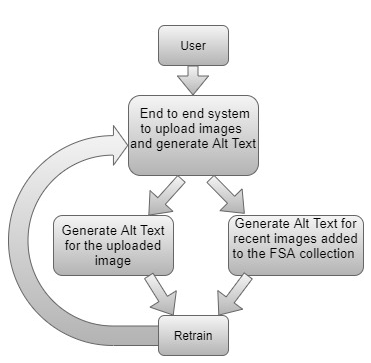 User
End to end system
to upload images
and generate Alt Text
Generate Alt Text
for the uploaded
image
Generate Alt Text for
recent images added
to the FSA collection
Retrain